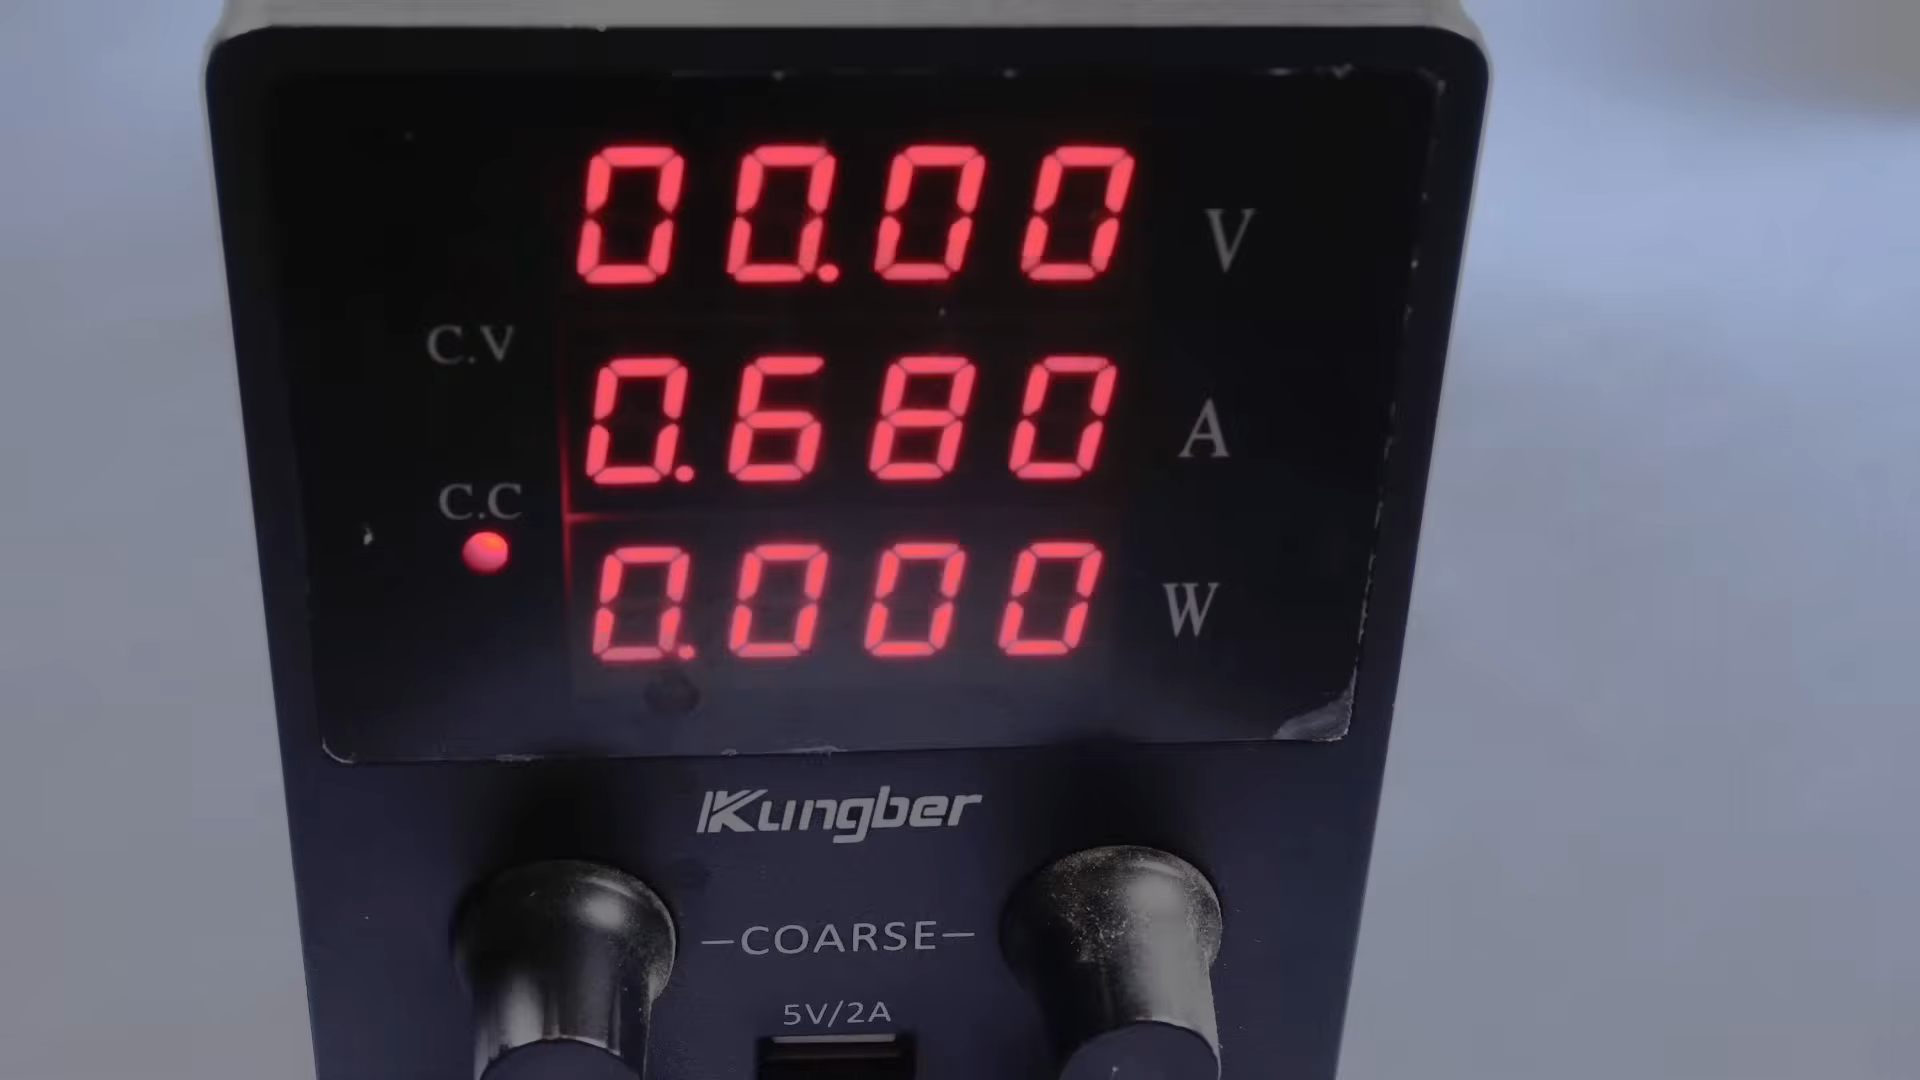 00.00 V
C.V
0.680 A
C.C
0.000 W
Kungber
COARSE
5V/2A